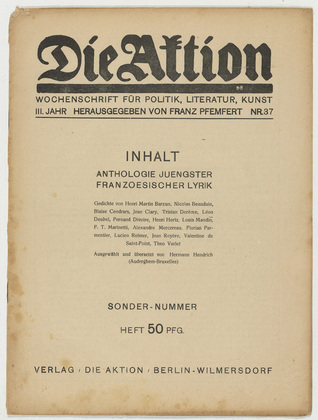 Die Aktion
WOCHENSCHRIFT FÜR POLITIK, LITERATUR, KUNST
III. JAHR HERAUSGEGEBEN VON FRANZ PFEMFERT NR.37
INHALT
ANTHOLOGIE JUENGSTER
FRANZOESISCHER LYRIK
Gedichte von Henri Martin Barzun, Nicolas Beauduin,
Blaise Cendrars, Jean Clary, Tristan Derème, Léon
Deubel, Fernand Divoire, Henri Hertz, Louis Mandin,
F. T. Marinetti, Alexandre Mercereau, Florian Par-
mentier, Lucien Rolmer, Jean Royère, Valentine de
Saint-Point, Theo Varlet
Ausgewählt und übersetzt von Hermann Hendrich
(Auderghem-Bruxelles)
SONDER-NUMMER
HEFT 50 PFG.
VERLAG / DIE AKTION / BERLIN-WILMERSDORF